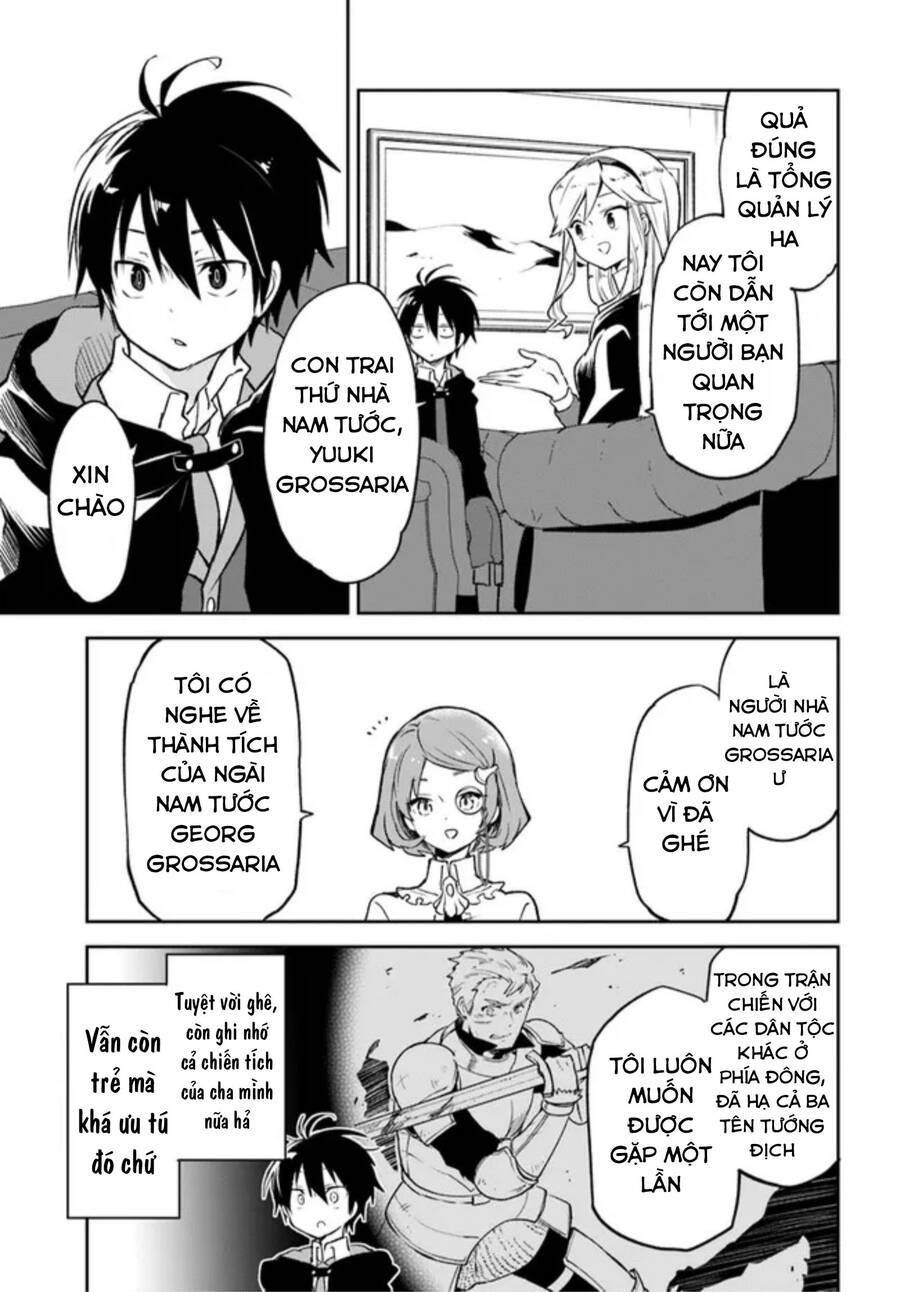 QUẢ
ĐÚNG
LÀ TỔNG
QUẢN LÝ
HA
NAY TÔI
CÒN DẪN
TỚI MỘT
NGƯỜI BẠN
QUAN
TRỌNG
NỮA
CON TRAI
THỨ NHÀ
NAM TƯỚC,
YUUKI
GROSSARIA
XIN
CHÀO
LÀ
NGƯỜI NHÀ
NAM TƯỚC
GROSSARIA
Ư
CẢM ƠN
VÌ ĐÃ
GHÉ
TÔI CÓ
NGHE VỀ
THÀNH TÍCH
CỦA NGÀI
NAM TƯỚC
GEORG
GROSSARIA
TRONG TRẬN
CHIẾN VỚI
CÁC DÂN TỘC
KHÁC Ở
PHÍA ĐÔNG,
ĐÃ HẠ CẢ BA
TÊN TƯỚNG
ĐỊCH
TÔI LUÔN
MUỐN
ĐƯỢC
GẶP MỘT
LẦN
Tuyệt vời ghê,
còn ghi nhớ
cả chiến tích
của cha mình
nữa hả
Vẫn còn
trẻ mà
khá ưu tú
đó chứ